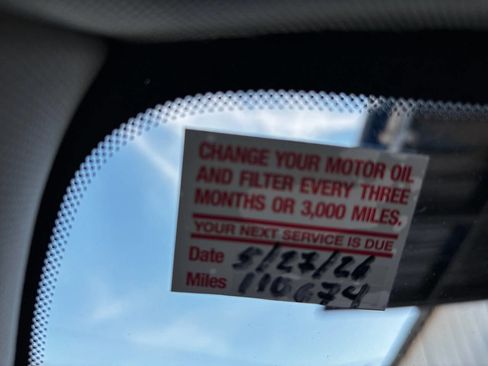 CHANGE YOUR MOTOR OIL
AND FILTER EVERY THREE
MONTHS OR 3,000 MILES.
YOUR NEXT SERVICE IS DUE
Date 5/27/26
Miles 110674